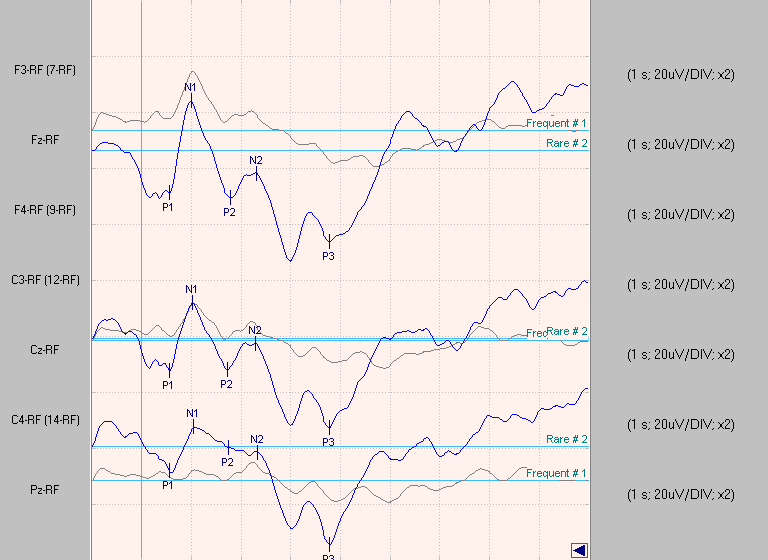 F3-RF (7-RF)
(1 s; 20uV/DIV; x2)
N1
Frequent # 1
Fz-RF
Rare # 2
(1 s; 20uV/DIV; x2)
N2
P1
P2
F4-RF (9-RF)
(1 s; 20uV/DIV; x2)
P3
C3-RF (12-RF)
(1 s; 20uV/DIV; x2)
N1
N2
Freq
Rare # 2
Cz-RF
(1 s; 20uV/DIV; x2)
P1
P2
C4-RF (14-RF)
N1
(1 s; 20uV/DIV; x2)
P3
N2
Rare # 2
P2
Frequent # 1
P1
Pz-RF
(1 s; 20uV/DIV; x2)
P3